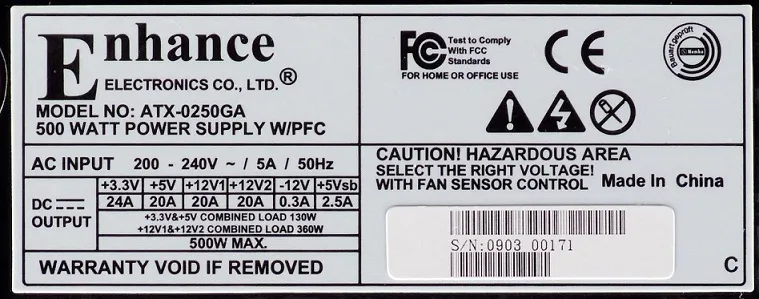 Enhance
ELECTRONICS CO., LTD.®
MODEL NO: ATX-0250GA
500 WATT POWER SUPPLY W/PFC
AC INPUT 200 - 240V ~ / 5A / 50Hz
DC OUTPUT
+3.3V +5V +12V1 +12V2 -12V +5Vsb
24A 20A 20A 20A 0.3A 2.5A
+3.3V&+5V COMBINED LOAD 130W
+12V1&+12V2 COMBINED LOAD 360W
500W MAX.
WARRANTY VOID IF REMOVED
FC Test to Comply
With FCC
Standards
FOR HOME OR OFFICE USE
CE
Bauart geprüft
Nemko
CAUTION! HAZARDOUS AREA
SELECT THE RIGHT VOLTAGE!
WITH FAN SENSOR CONTROL Made In China
S/N:0903 00171
C